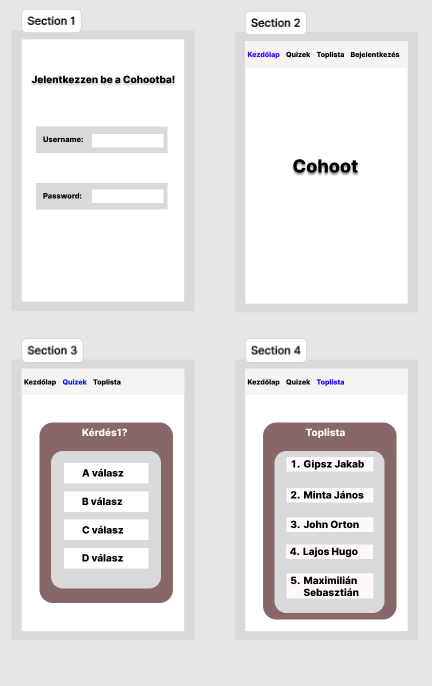 Section 1
Jelentkezzen be a Cohootba!
Username:
Password:
Section 2
Kezdőlap Quizek Toplista Bejelentkezés
Cohoot
Section 3
Kezdőlap Quizek Toplista
Kérdés1?
A válasz
B válasz
C válasz
D válasz
Section 4
Kezdőlap Quizek Toplista
Toplista
1. Gipsz Jakab
2. Minta János
3. John Orton
4. Lajos Hugo
5. Maximilián
Sebasztián